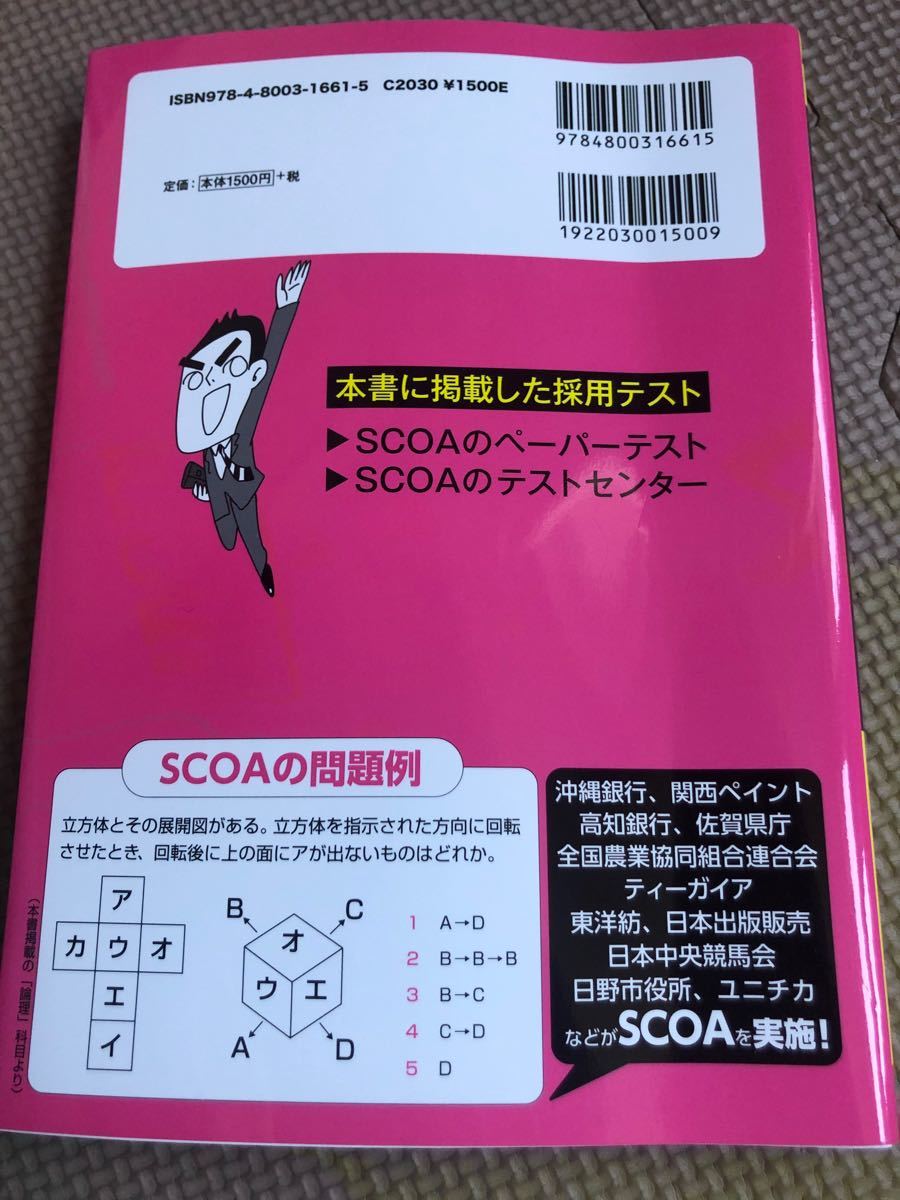 ISBN978-4-8003-1661-5 C2030 ¥1500E
定価：本体1500円+税
9784800316615
1922030015009
本書に掲載した採用テスト
▶SCOAのペーパーテスト
▶SCOAのテストセンター
SCOAの問題例
立方体とその展開図がある。立方体を指示された方向に回転
させたとき、回転後に上の面にアが出ないものはどれか。
ア
カ ウ オ
エ
イ
B C
オ
ウ エ
A D
1 A→D
2 B→B→B
3 B→C
4 C→D
5 D
（本書掲載の「論理」科目より）
沖縄銀行、関西ペイント
高知銀行、佐賀県庁
全国農業協同組合連合会
ティーガイア
東洋紡、日本出版販売
日本中央競馬会
日野市役所、ユニチカ
などがSCOAを実施！